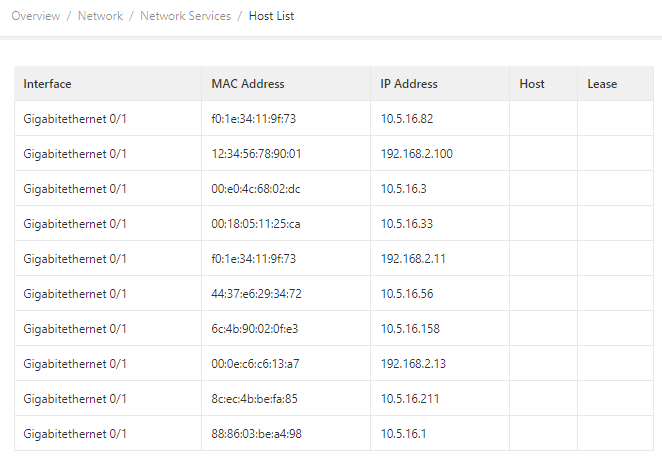 Overview / Network / Network Services / Host List
Interface MAC Address IP Address Host Lease
Gigabitethernet 0/1 f0:1e:34:11:9f:73 10.5.16.82
Gigabitethernet 0/1 12:34:56:78:90:01 192.168.2.100
Gigabitethernet 0/1 00:e0:4c:68:02:dc 10.5.16.3
Gigabitethernet 0/1 00:18:05:11:25:ca 10.5.16.33
Gigabitethernet 0/1 f0:1e:34:11:9f:73 192.168.2.11
Gigabitethernet 0/1 44:37:e6:29:34:72 10.5.16.56
Gigabitethernet 0/1 6c:4b:90:02:0f:e3 10.5.16.158
Gigabitethernet 0/1 00:0e:c6:c6:13:a7 192.168.2.13
Gigabitethernet 0/1 8c:ec:4b:be:fa:85 10.5.16.211
Gigabitethernet 0/1 88:86:03:be:a4:98 10.5.16.1